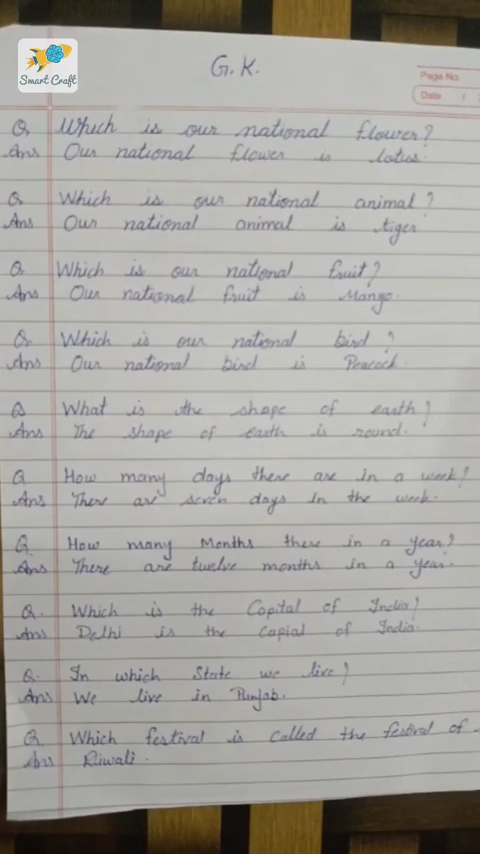 Smart Craft
G.K.
Page No.
Date
Q. Which is our national flower?
Ans Our national flower is lotus.
Q. Which is our national animal?
Ans Our national animal is tiger
Q. Which is our national fruit?
Ans Our national fruit is Mango.
Q. Which is our national bird?
Ans Our national bird is Peacock.
Q What is the shape of earth?
Ans The shape of earth is round.
Q How many days there are in a week?
Ans There are seven days in the week.
Q. How many Months there in a year?
Ans There are twelve months in a year.
Q. Which is the Capital of India?
Ans Delhi is the Capial of India.
Q. In which State we live?
Ans We live in Punjab.
Q Which festival is called the festival of
Ans Diwali.